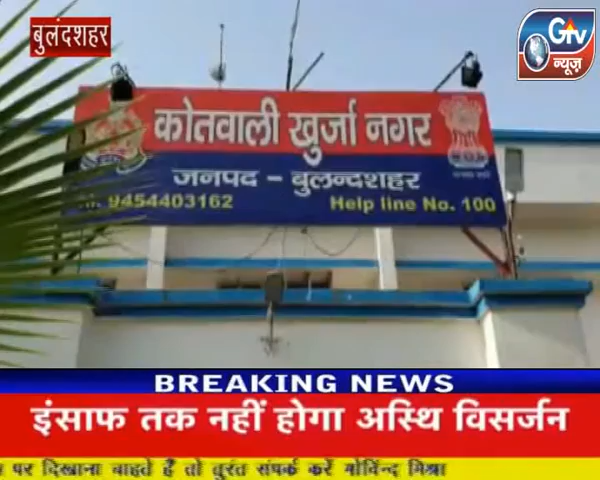 बुलंदशहर
Gtv
न्यूज़
कोतवाली खुर्जा नगर
जनपद - बुलन्दशहर
9454403162
Help line No. 100
BREAKING NEWS
इंसाफ तक नहीं होगा अस्थि विसर्जन
पर दिखाना चाहते हैं तो तुरंत संपर्क करें गोविन्द मिश्रा